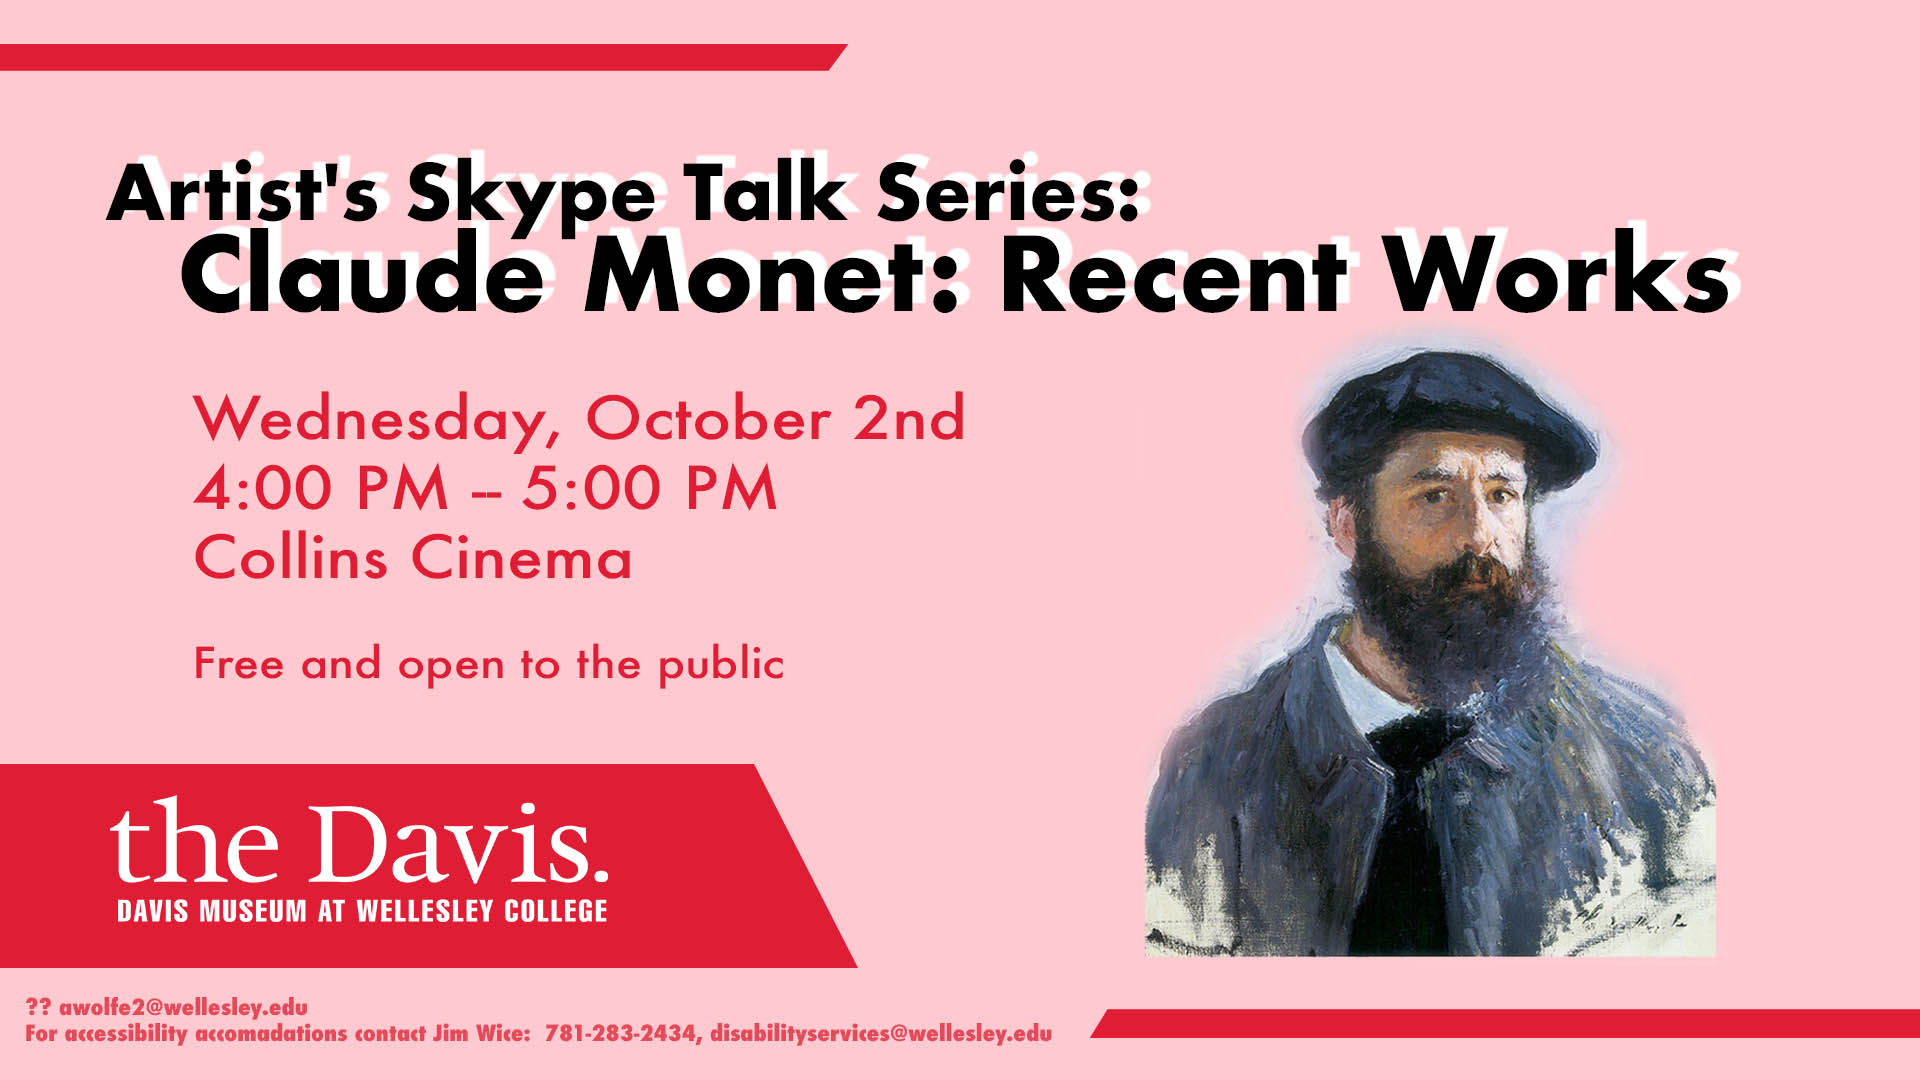 Artist's Skype Talk Series:
Claude Monet: Recent Works
Wednesday, October 2nd
4:00 PM – 5:00 PM
Collins Cinema
Free and open to the public
the Davis.
DAVIS MUSEUM AT WELLESLEY COLLEGE
?? awolfe2@wellesley.edu
For accessibility accomadations contact Jim Wice: 781-283-2434, disabilityservices@wellesley.edu